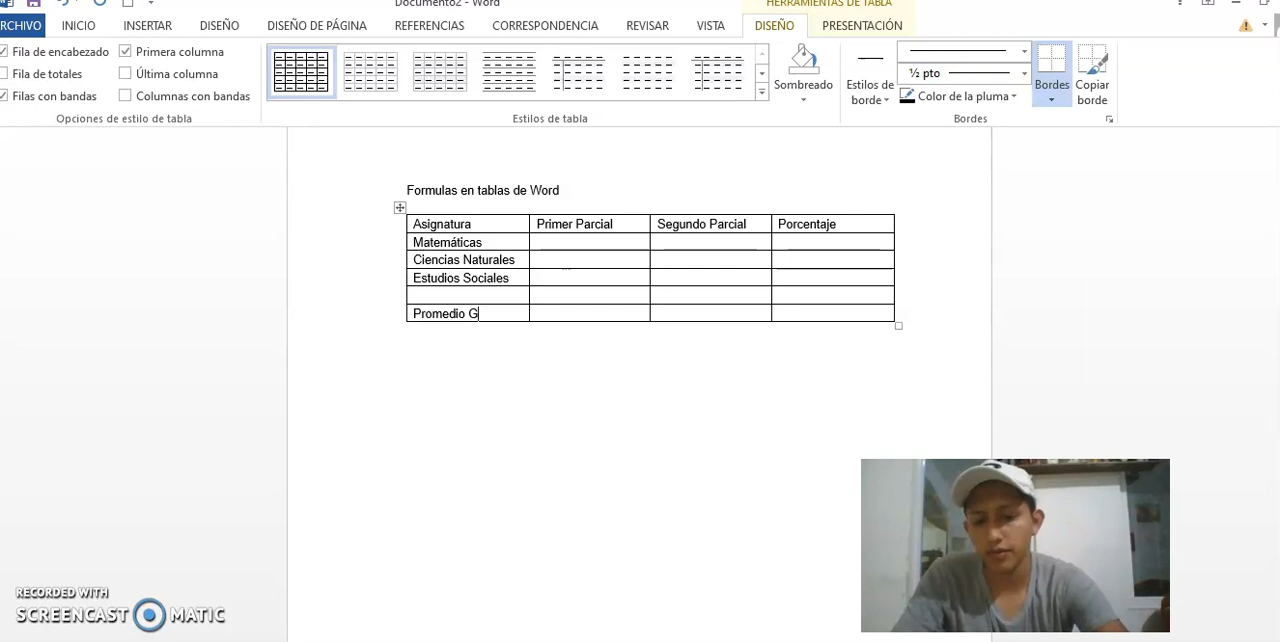 Documento2 - Word
HERRAMIENTAS DE TABLA
RCHIVO INICIO INSERTAR DISEÑO DISEÑO DE PÁGINA REFERENCIAS CORRESPONDENCIA REVISAR VISTA DISEÑO PRESENTACIÓN
Fila de encabezado Primera columna
Fila de totales Última columna
Filas con bandas Columnas con bandas
Opciones de estilo de tabla
Estilos de tabla
Sombreado
Estilos de borde
½ pto
Color de la pluma
Bordes
Copiar borde
Bordes
Formulas en tablas de Word
Asignatura Primer Parcial Segundo Parcial Porcentaje
Matemáticas
Ciencias Naturales
Estudios Sociales
Promedio G
RECORDED WITH
SCREENCAST MATIC